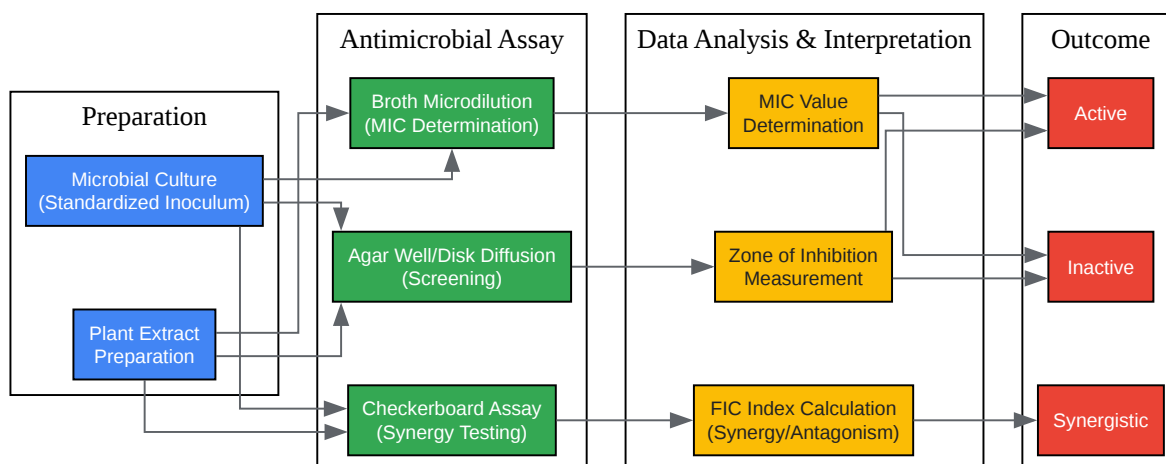 Preparation
Microbial Culture
(Standardized Inoculum)
Plant Extract
Preparation
Antimicrobial Assay
Broth Microdilution
(MIC Determination)
Agar Well/Disk Diffusion
(Screening)
Checkerboard Assay
(Synergy Testing)
Data Analysis & Interpretation
MIC Value
Determination
Zone of Inhibition
Measurement
FIC Index Calculation
(Synergy/Antagonism)
Outcome
Active
Inactive
Synergistic